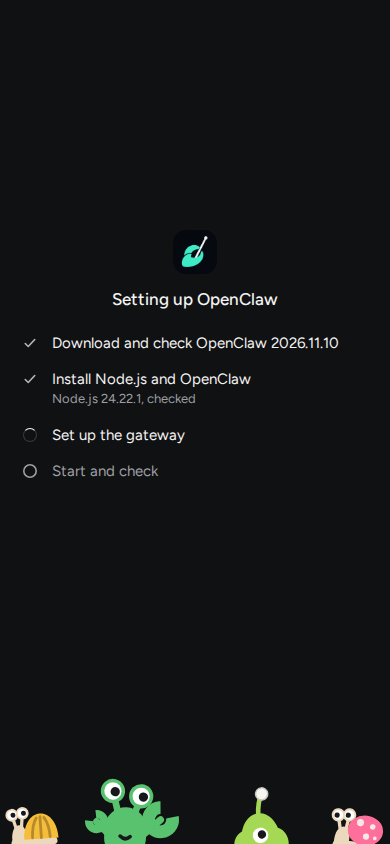 Setting up OpenClaw
Download and check OpenClaw 2026.11.10
Install Node.js and OpenClaw
Node.js 24.22.1, checked
Set up the gateway
Start and check